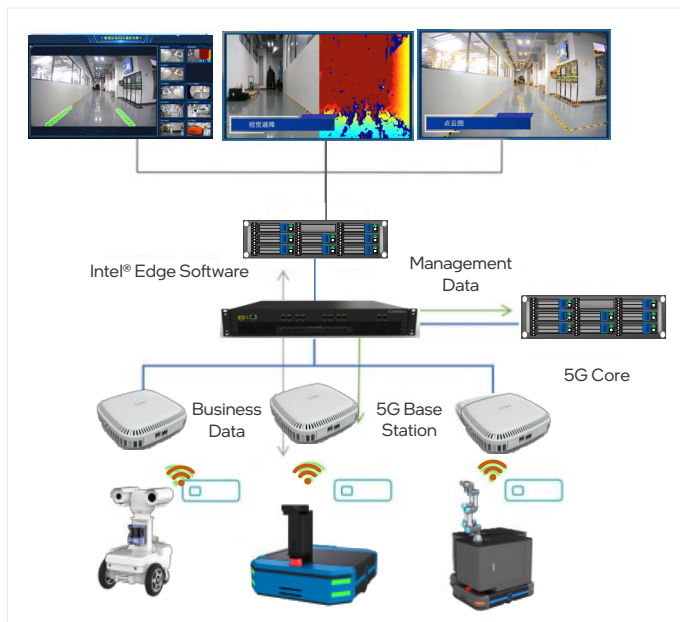 视觉避障
点云图
Intel® Edge Software
Management
Data
5G Core
Business
Data
5G Base
Station